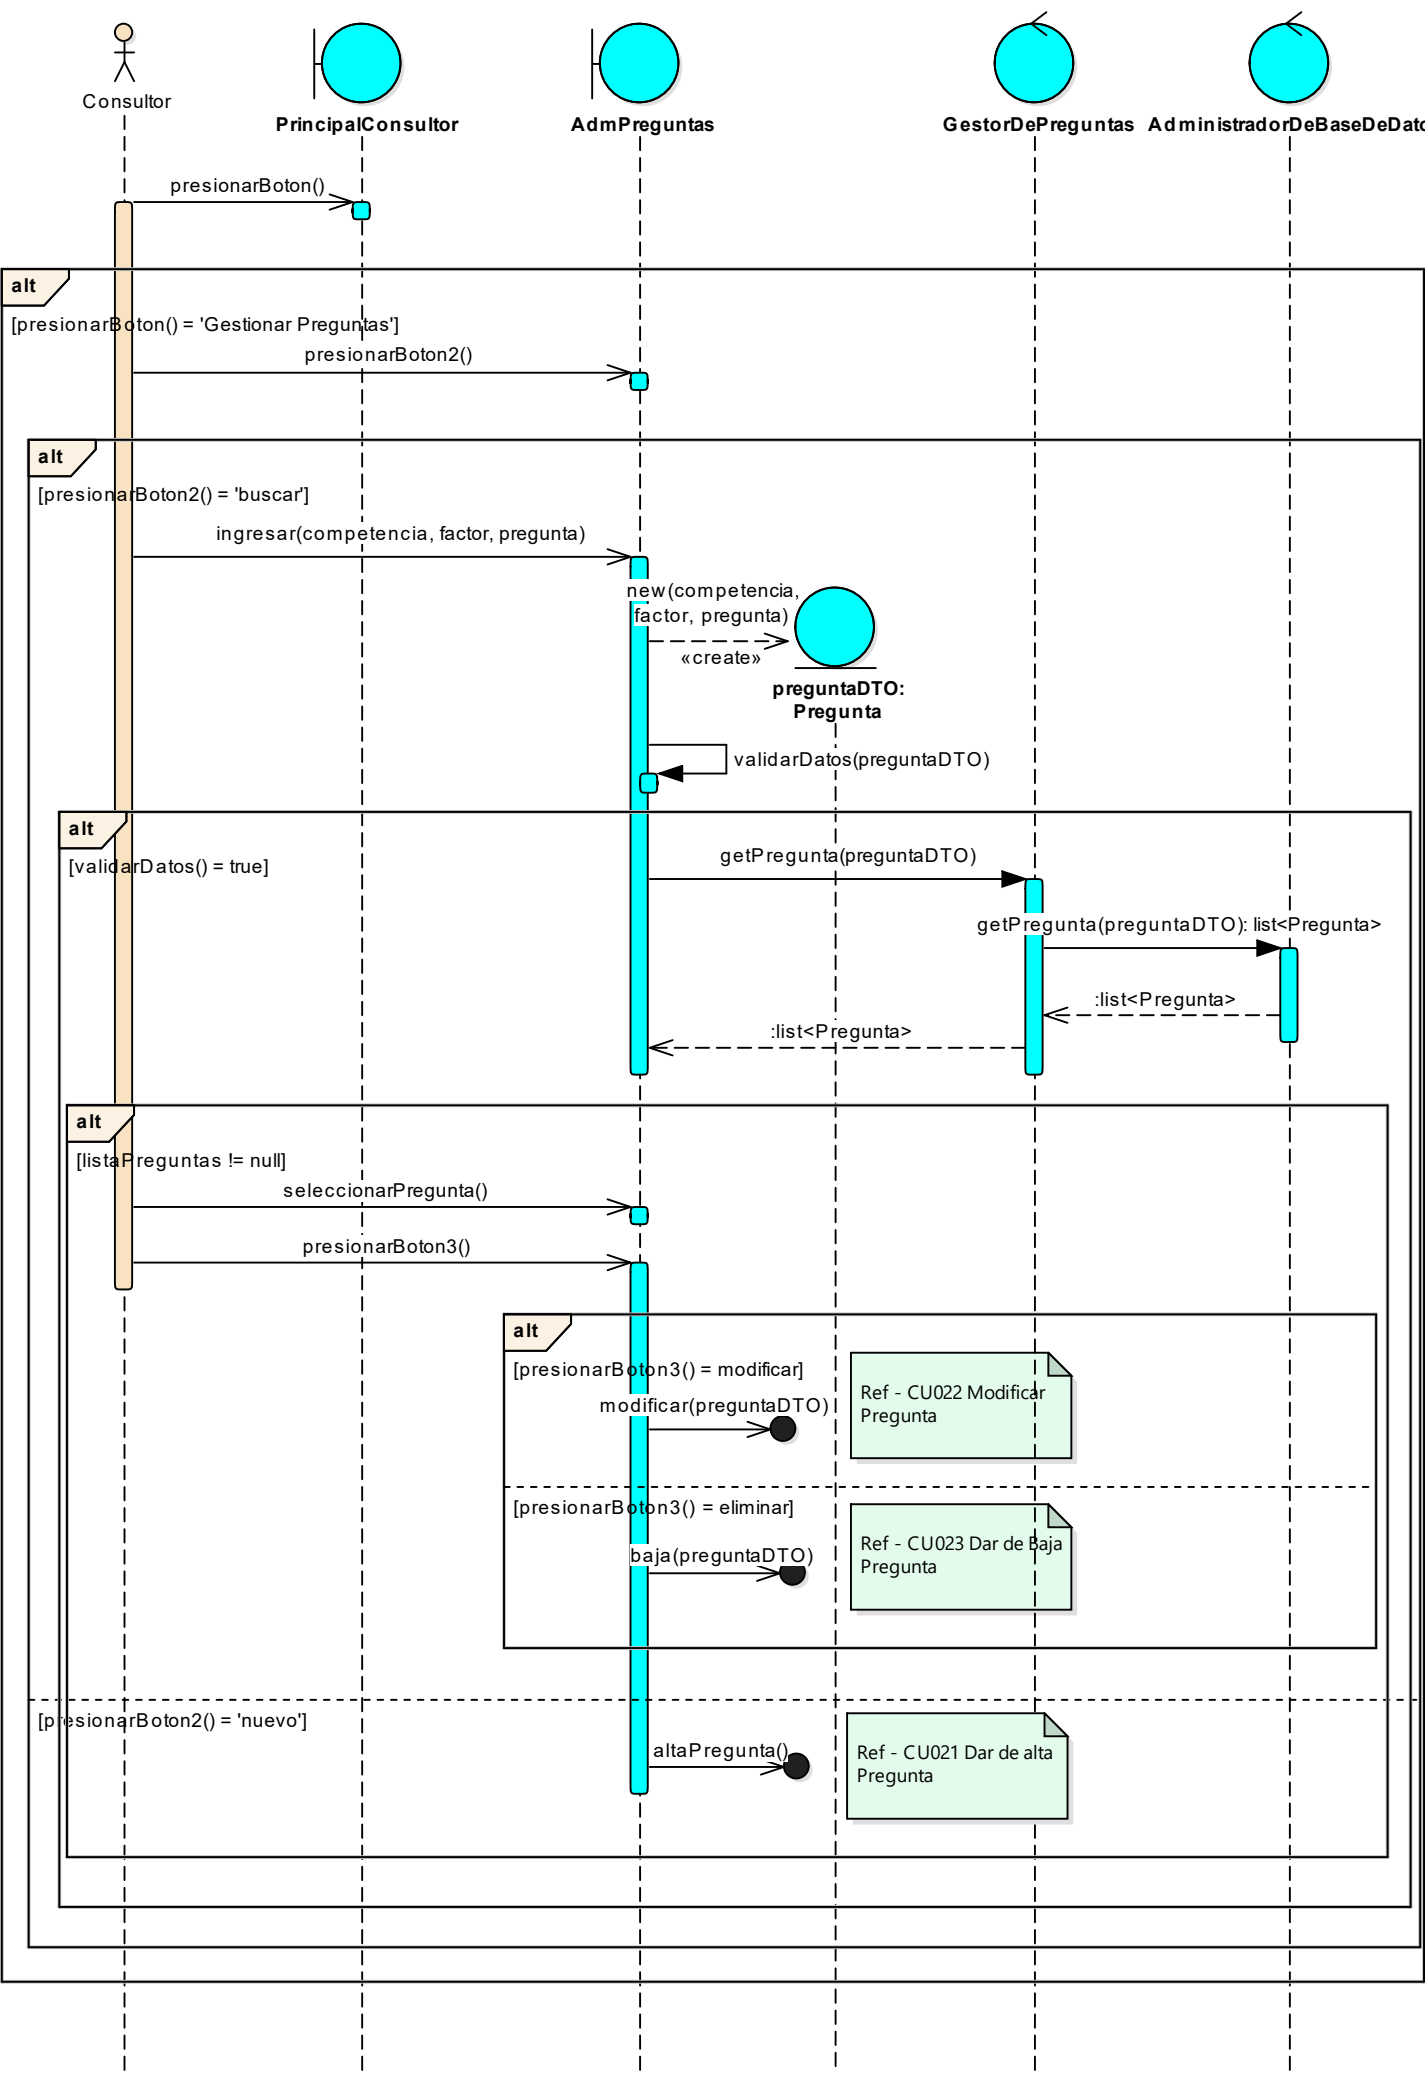 Consultor
PrincipalConsultor
AdmPreguntas
GestorDePreguntas
AdministradorDeBaseDeDato
presionarBoton()
alt
[presionarBoton() = 'Gestionar Preguntas']
presionarBoton2()
alt
[presionarBoton2() = 'buscar']
ingresar(competencia, factor, pregunta)
new(competencia,
factor, pregunta)
«create»
preguntaDTO:
Pregunta
validarDatos(preguntaDTO)
alt
[validarDatos() = true]
getPregunta(preguntaDTO)
getPregunta(preguntaDTO): list<Pregunta>
:list<Pregunta>
:list<Pregunta>
alt
[listaPreguntas != null]
seleccionarPregunta()
presionarBoton3()
alt
[presionarBoton3() = modificar]
modificar(preguntaDTO)
Ref - CU022 Modificar
Pregunta
[presionarBoton3() = eliminar]
baja(preguntaDTO)
Ref - CU023 Dar de Baja
Pregunta
[presionarBoton2() = 'nuevo']
altaPregunta()
Ref - CU021 Dar de alta
Pregunta